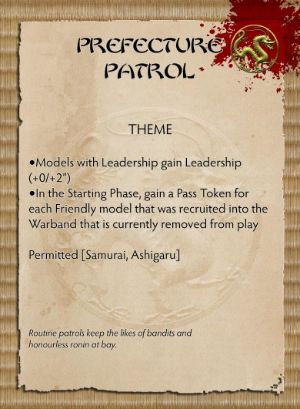 PREFECTURE
PATROL
THEME
•Models with Leadership gain Leadership
(+0/+2")
•In the Starting Phase, gain a Pass Token for
each Friendly model that was recruited into the
Warband that is currently removed from play
Permitted [Samurai, Ashigaru]
Routine patrols keep the likes of bandits and
honourless ronin at bay.